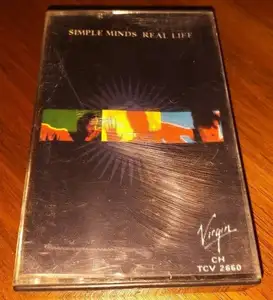 SIMPLE MINDS REAL LIFE
Virgin
CH
TCV 2660